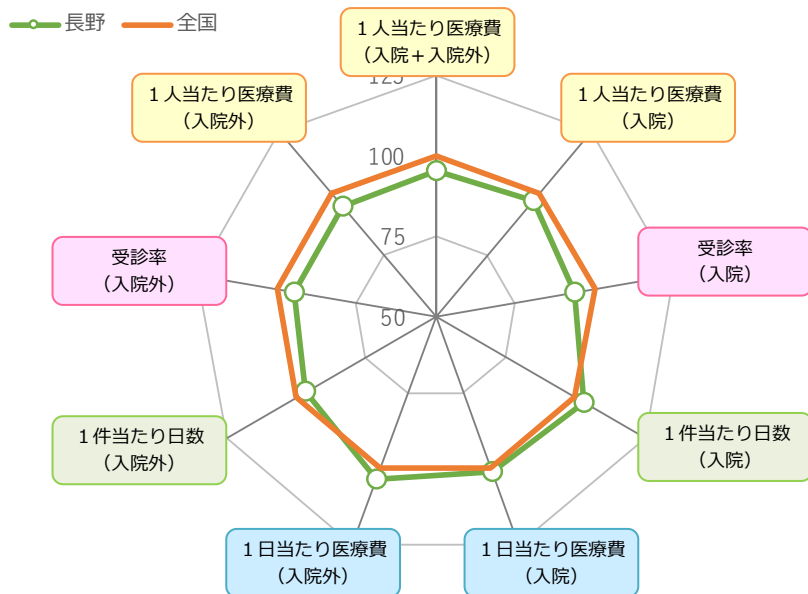 長野 全国
１人当たり医療費
（入院＋入院外）
125
１人当たり医療費
（入院外）
１人当たり医療費
（入院）
100
75
50
受診率
（入院外）
受診率
（入院）
１件当たり日数
（入院外）
１件当たり日数
（入院）
１日当たり医療費
（入院外）
１日当たり医療費
（入院）